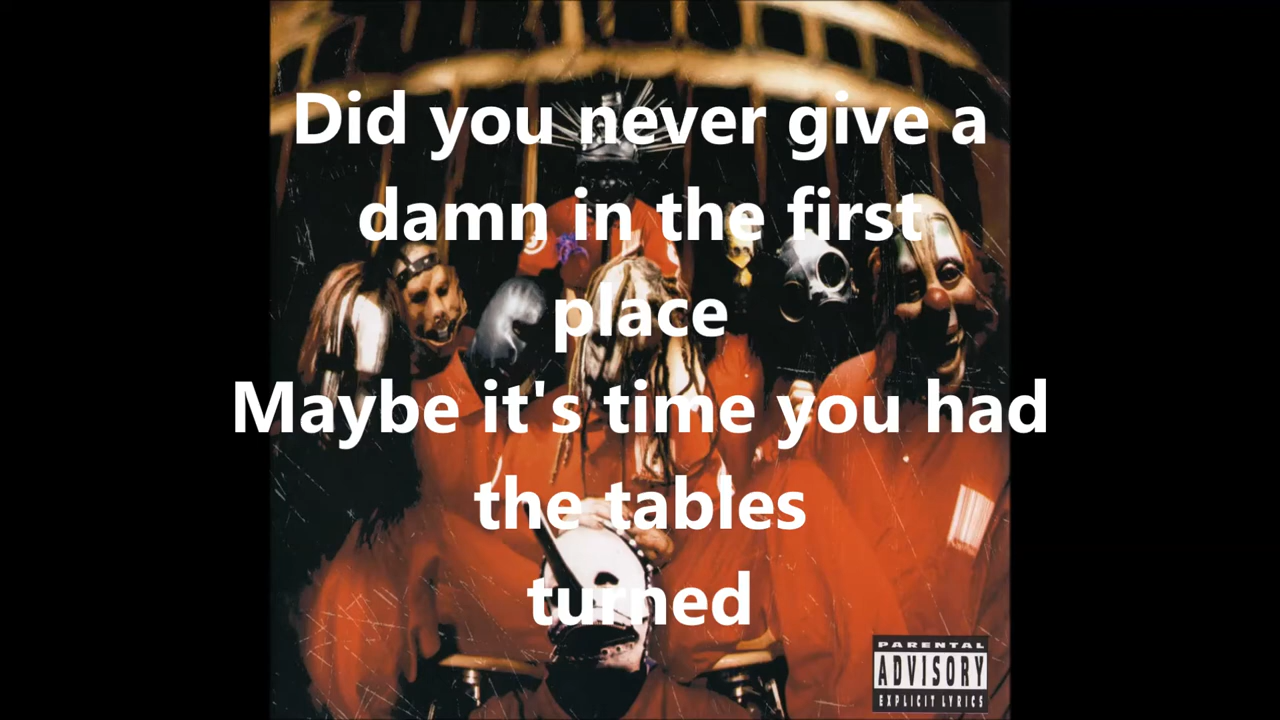 Did you never give a
damn in the first
place
Maybe it's time you had
the tables
turned
PARENTAL
ADVISORY
EXPLICIT LYRICS